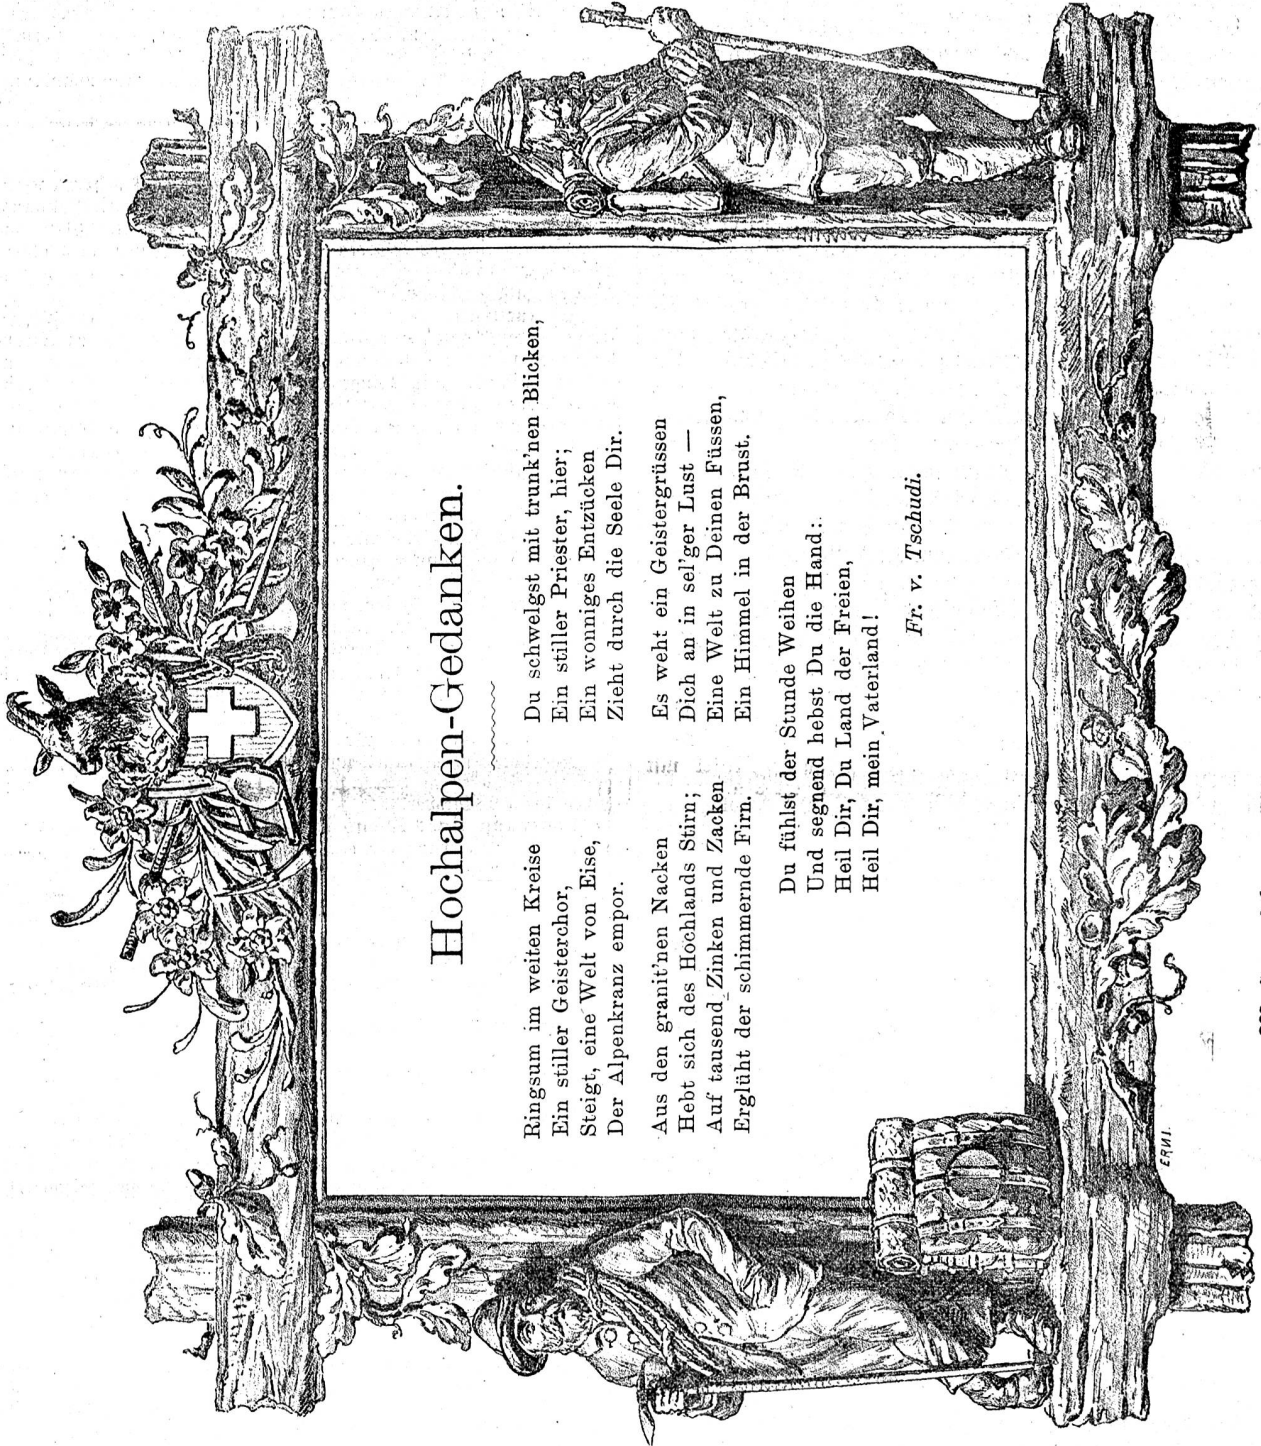 Hochalpen-Gedanken.
Ringsum im weiten Kreise
Ein stiller Geisterchor,
Steigt, eine Welt von Eise,
Der Alpenkranz empor.
Aus den granit'nen Nacken
Hebt sich des Hochlands Stirn;
Auf tausend Zinken und Zacken
Erglüht der schimmernde Firn.
Du schwelgst mit trunk'nen Blicken,
Ein stiller Priester, hier;
Ein wonniges Entzücken
Zieht durch die Seele Dir.
Es weht ein Geistergrüssen
Dich an in sel'ger Lust —
Eine Welt zu Deinen Füssen,
Ein Himmel in der Brust.
Du fühlst der Stunde Weihen
Und segnend hebst Du die Hand:
Heil Dir, Du Land der Freien,
Heil Dir, mein Vaterland!
Fr. v. Tschudi.
ERNI.